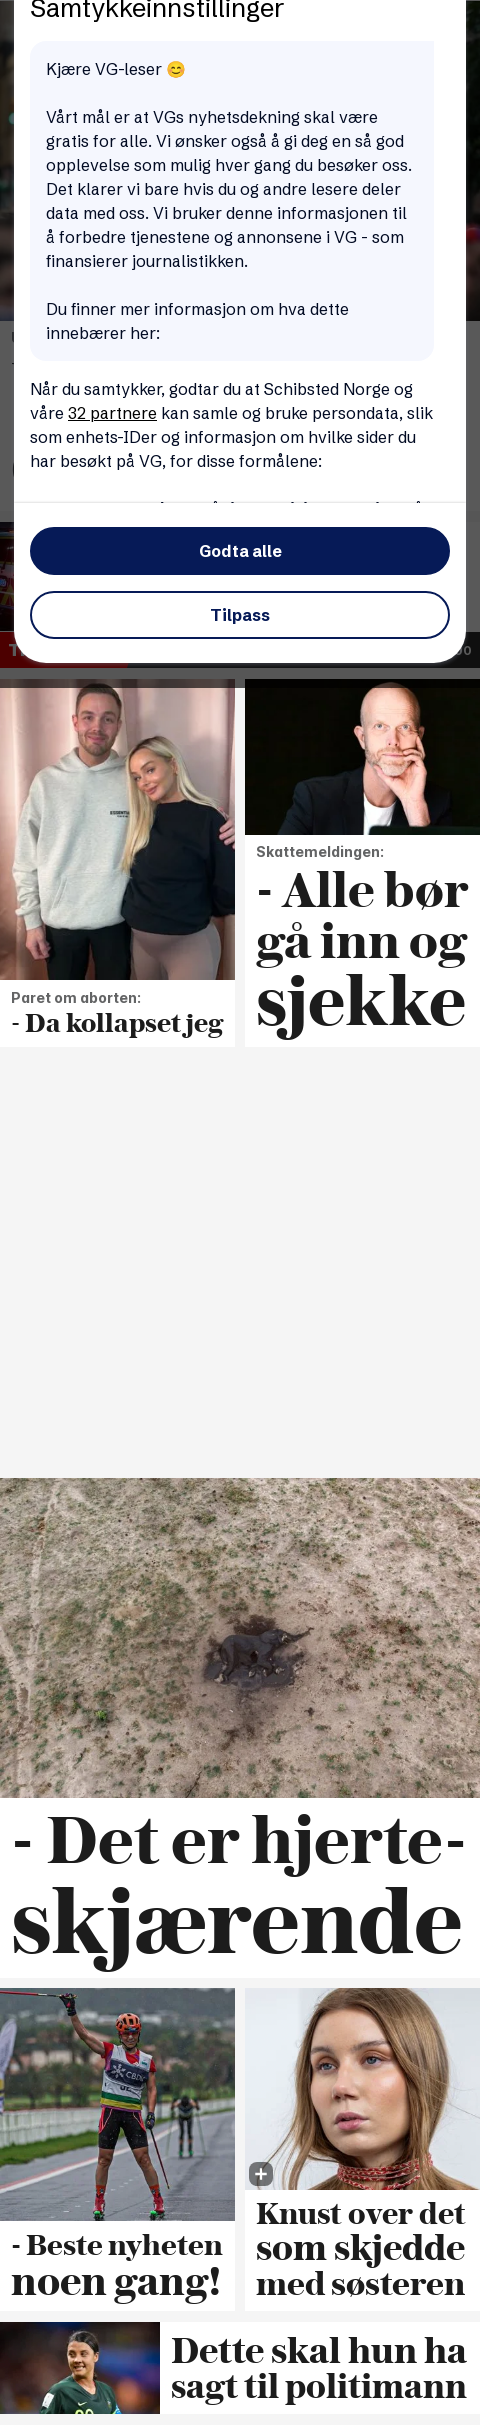 Samtykkeinnstillinger
Kjære VG-leser 😊
Vårt mål er at VGs nyhetsdekning skal være
gratis for alle. Vi ønsker også å gi deg en så god
opplevelse som mulig hver gang du besøker oss.
Det klarer vi bare hvis du og andre lesere deler
data med oss. Vi bruker denne informasjonen til
å forbedre tjenestene og annonsene i VG - som
finansierer journalistikken.
Du finner mer informasjon om hva dette
innebærer her:
Når du samtykker, godtar du at Schibsted Norge og
våre 32 partnere kan samle og bruke persondata, slik
som enhets-IDer og informasjon om hvilke sider du
har besøkt på VG, for disse formålene:
Godta alle
Tilpass
Paret om aborten:
- Da kollapset jeg
Skattemeldingen:
- Alle bør
gå inn og
sjekke
- Det er hjerte-
skjærende
- Beste nyheten
noen gang!
Knust over det
som skjedde
med søsteren
Dette skal hun ha
sagt til politimann